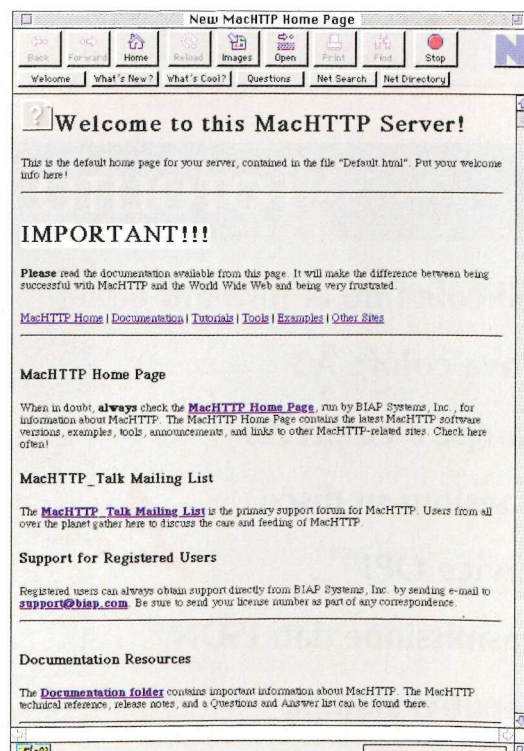 New MacHTTP Home Page
Back Forward Home Reload Images Open Print Find Stop
Welcome What's New? What's Cool? Questions Net Search Net Directory
N
? Welcome to this MacHTTP Server!
This is the default home page for your server, contained in the file "Default.html". Put your welcome
info here!
IMPORTANT!!!
Please read the documentation available from this page. It will make the difference between being
successful with MacHTTP and the World Wide Web and being very frustrated.
MacHTTP Home | Documentation | Tutorials | Tools | Examples | Other Sites
MacHTTP Home Page
When in doubt, always check the MacHTTP Home Page, run by BIAP Systems, Inc., for
information about MacHTTP. The MacHTTP Home Page contains the latest MacHTTP software
versions, examples, tools, announcements, and links to other MacHTTP-related sites. Check here
often!
MacHTTP_Talk Mailing List
The MacHTTP_Talk Mailing List is the primary support forum for MacHTTP. Users from all
over the planet gather here to discuss the care and feeding of MacHTTP.
Support for Registered Users
Registered users can always obtain support directly from BIAP Systems, Inc. by sending e-mail to
support@biap.com. Be sure to send your license number as part of any correspondence.
Documentation Resources
The Documentation folder contains important information about MacHTTP. The MacHTTP
technical reference, release notes, and a Questions and Answer list can be found there.